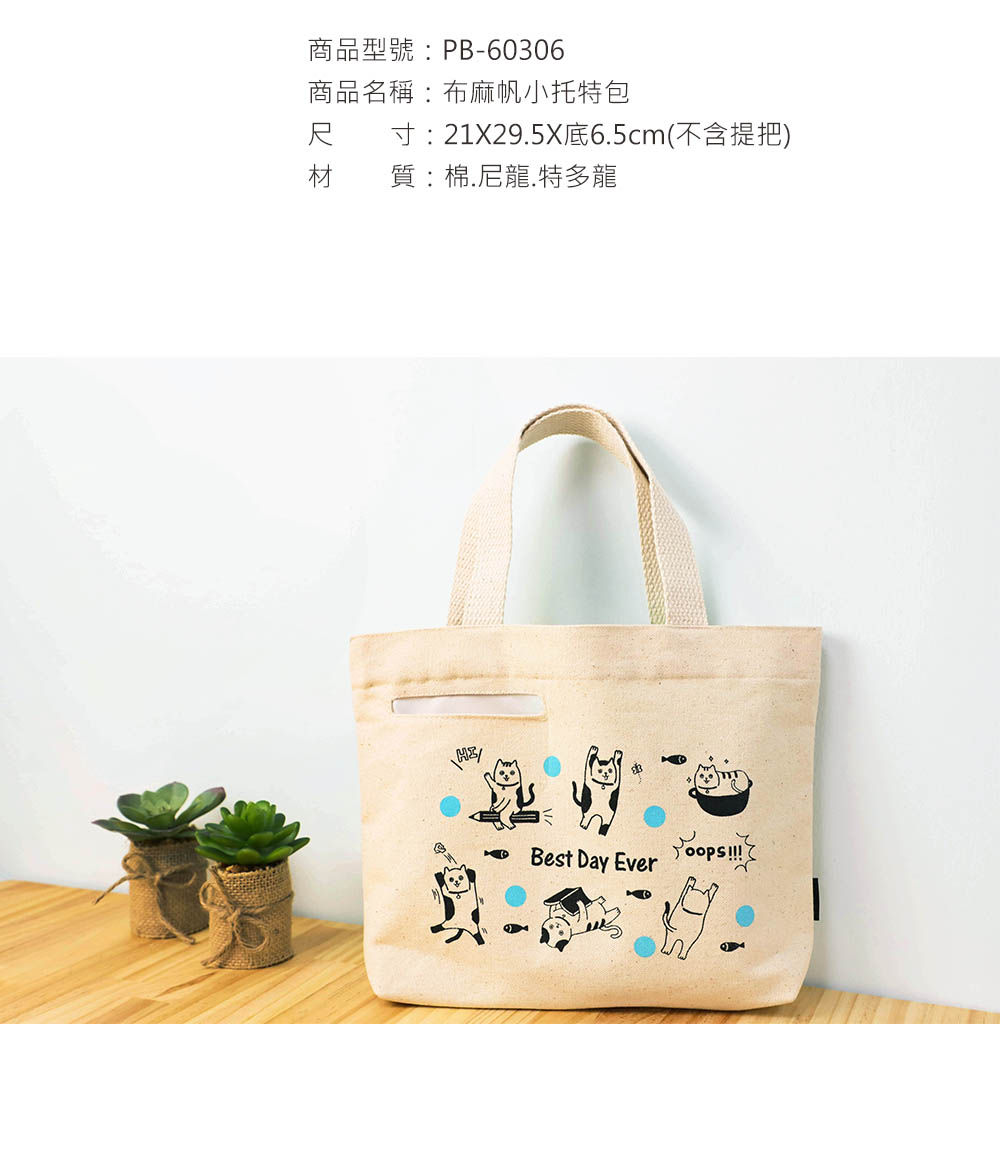 商品型號：PB-60306
商品名稱：布麻帆小托特包
尺　　寸：21X29.5X底6.5cm(不含提把)
材　　質：棉.尼龍.特多龍
HI
Best Day Ever
oops!!!